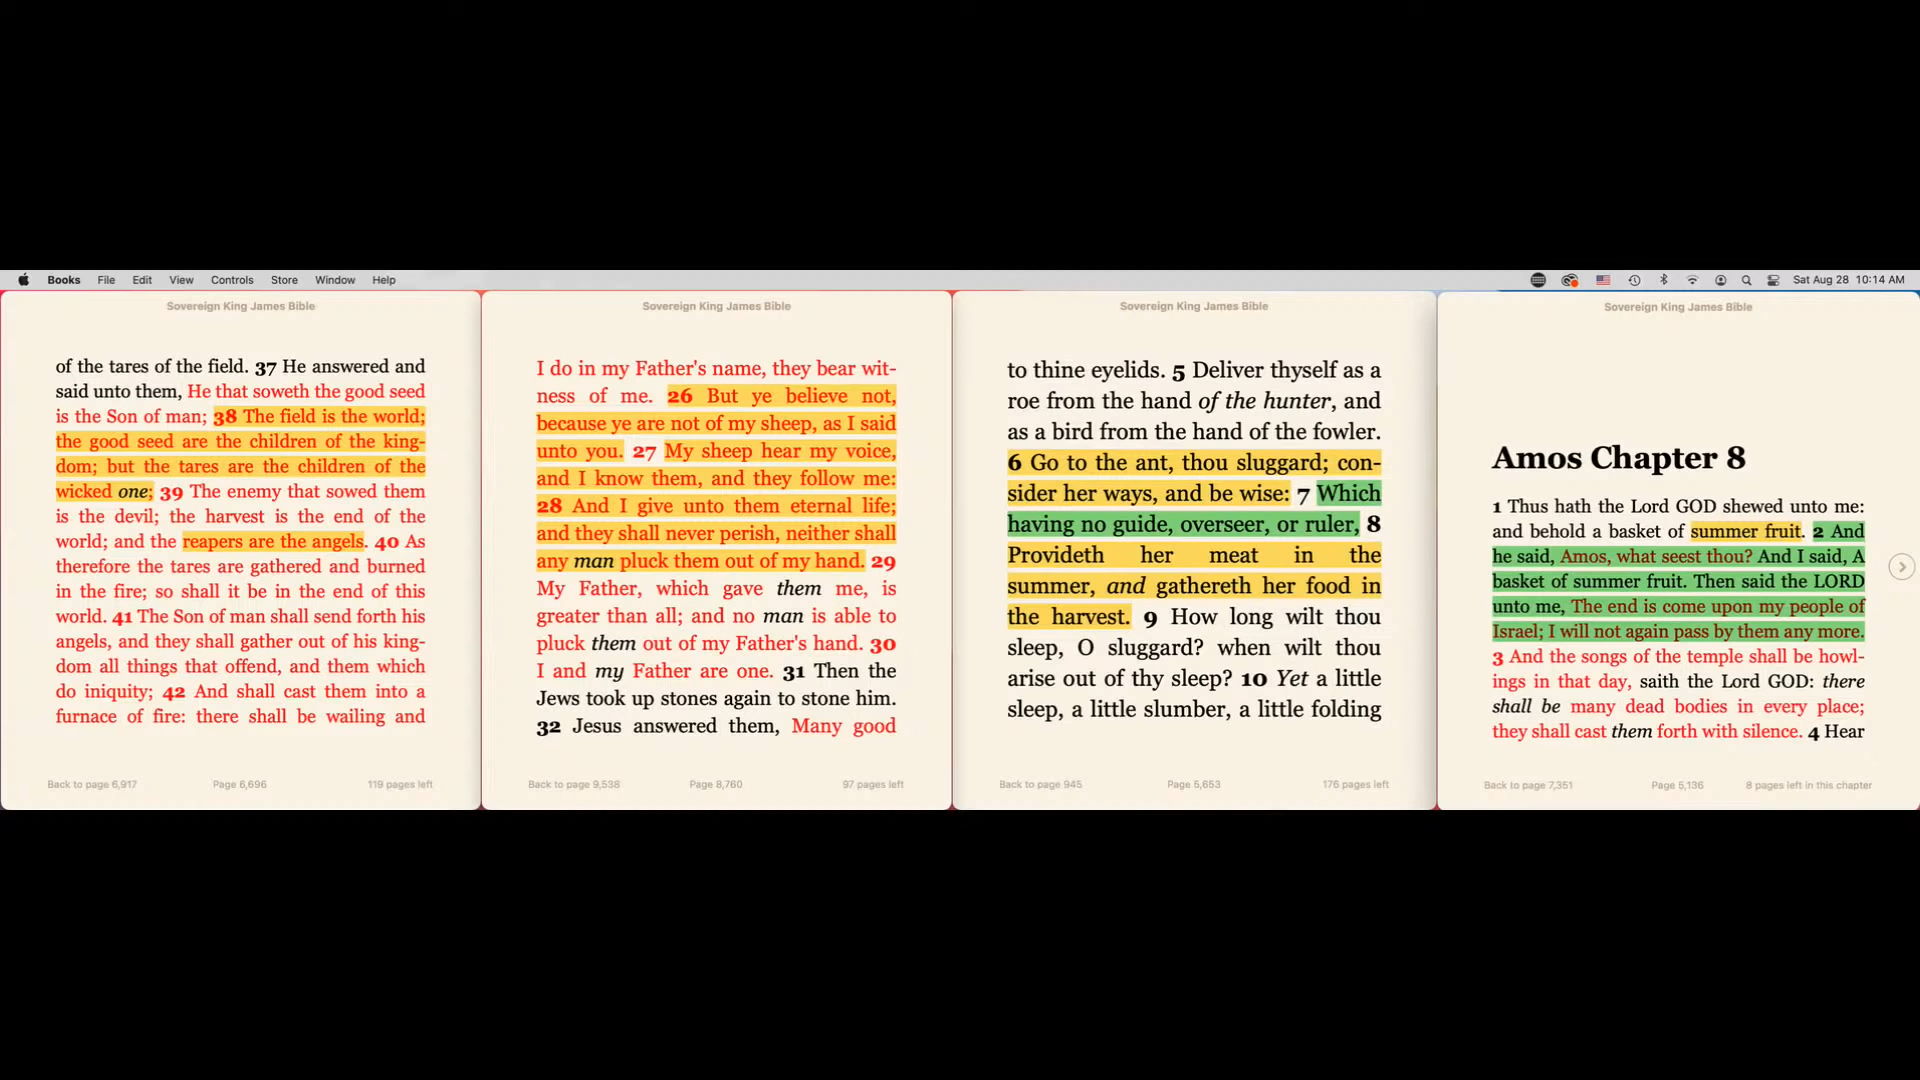 Books File Edit View Controls Store Window Help
Sat Aug 28 10:14 AM
Sovereign King James Bible
of the tares of the field. 37 He answered and
said unto them, He that soweth the good seed
is the Son of man; 38 The field is the world;
the good seed are the children of the king-
dom; but the tares are the children of the
wicked one; 39 The enemy that sowed them
is the devil; the harvest is the end of the
world; and the reapers are the angels. 40 As
therefore the tares are gathered and burned
in the fire; so shall it be in the end of this
world. 41 The Son of man shall send forth his
angels, and they shall gather out of his king-
dom all things that offend, and them which
do iniquity; 42 And shall cast them into a
furnace of fire: there shall be wailing and
Back to page 6,917 Page 6,696 119 pages left
Sovereign King James Bible
I do in my Father's name, they bear wit-
ness of me. 26 But ye believe not,
because ye are not of my sheep, as I said
unto you. 27 My sheep hear my voice,
and I know them, and they follow me:
28 And I give unto them eternal life;
and they shall never perish, neither shall
any man pluck them out of my hand. 29
My Father, which gave them me, is
greater than all; and no man is able to
pluck them out of my Father's hand. 30
I and my Father are one. 31 Then the
Jews took up stones again to stone him.
32 Jesus answered them, Many good
Back to page 9,538 Page 8,760 97 pages left
Sovereign King James Bible
to thine eyelids. 5 Deliver thyself as a
roe from the hand of the hunter, and
as a bird from the hand of the fowler.
6 Go to the ant, thou sluggard; con-
sider her ways, and be wise: 7 Which
having no guide, overseer, or ruler, 8
Provideth her meat in the
summer, and gathereth her food in
the harvest. 9 How long wilt thou
sleep, O sluggard? when wilt thou
arise out of thy sleep? 10 Yet a little
sleep, a little slumber, a little folding
Back to page 945 Page 5,653 176 pages left
Sovereign King James Bible
Amos Chapter 8
1 Thus hath the Lord GOD shewed unto me:
and behold a basket of summer fruit. 2 And
he said, Amos, what seest thou? And I said, A
basket of summer fruit. Then said the LORD
unto me, The end is come upon my people of
Israel; I will not again pass by them any more.
3 And the songs of the temple shall be howl-
ings in that day, saith the Lord GOD: there
shall be many dead bodies in every place;
they shall cast them forth with silence. 4 Hear
Back to page 7,351 Page 5,136 8 pages left in this chapter